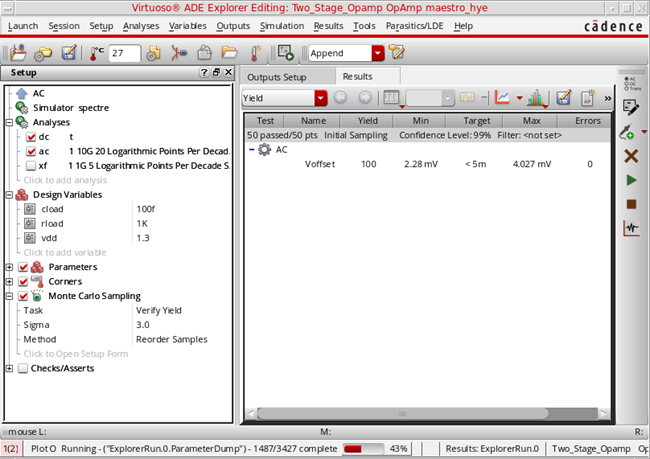 Virtuoso® ADE Explorer Editing: Two_Stage_Opamp OpAmp maestro_hye
Launch Session Setup Analyses Variables Outputs Simulation Results Tools Parasitics/LDE Help cādence
27 Append
Setup
AC
Simulator spectre
Analyses
dc t
ac 1 10G 20 Logarithmic Points Per Decad..
xf 1 1G 5 Logarithmic Points Per Decade S..
Click to add analysis
Design Variables
cload 100f
rload 1K
vdd 1.3
Click to add variable
Parameters
Corners
Monte Carlo Sampling
Task Verify Yield
Sigma 3.0
Method Reorder Samples
Click to Open Setup Form
Checks/Asserts
Outputs Setup Results
Yield
»
Test Name Yield Min Target Max Errors
50 passed/50 pts Initial Sampling Confidence Level: 99% Filter: <not set>
AC
Voffset 100 2.28 mV < 5m 4.027 mV 0
AC
DC
Trans
mouse L: M: R:
1(2) Plot O Running - ("ExplorerRun.0.ParameterDump") - 1487/3427 complete 43% Results: ExplorerRun.0 Two_Stage_Opamp Op